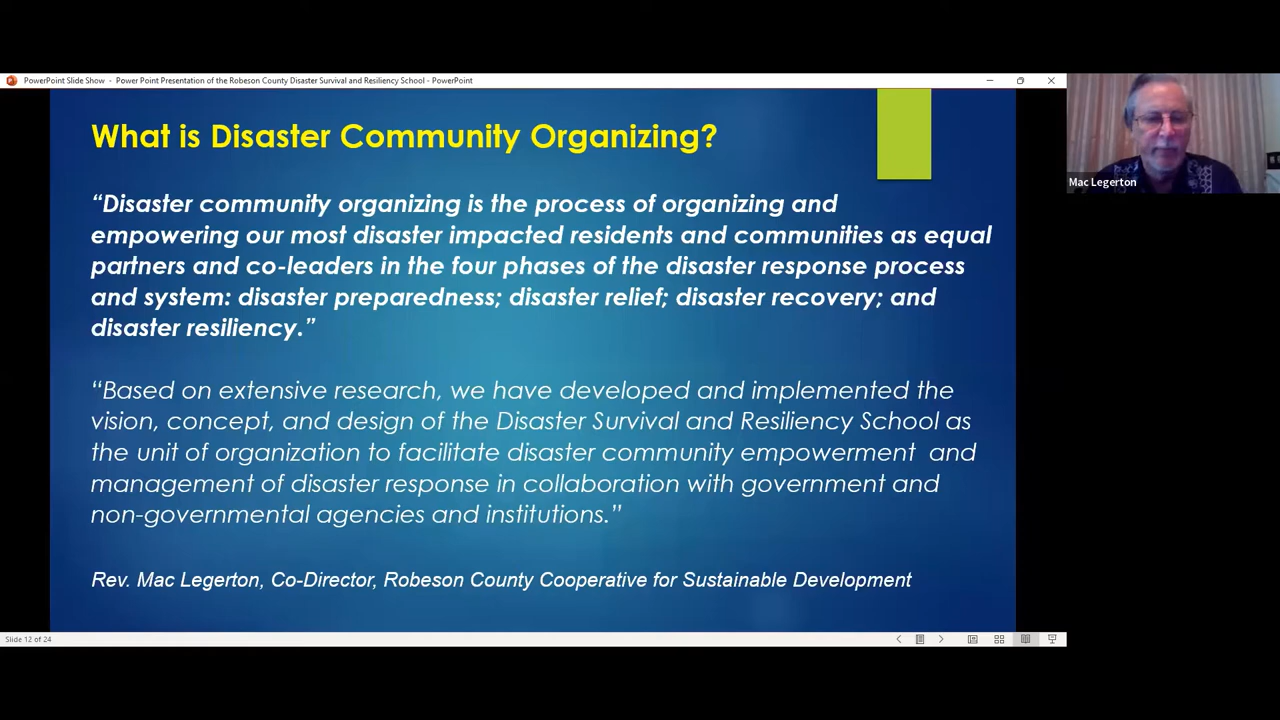 PowerPoint Slide Show - Power Point Presentation of the Robeson County Disaster Survival and Resiliency School - PowerPoint
What is Disaster Community Organizing?
“Disaster community organizing is the process of organizing and
empowering our most disaster impacted residents and communities as equal
partners and co-leaders in the four phases of the disaster response process
and system: disaster preparedness; disaster relief; disaster recovery; and
disaster resiliency.”
“Based on extensive research, we have developed and implemented the
vision, concept, and design of the Disaster Survival and Resiliency School as
the unit of organization to facilitate disaster community empowerment and
management of disaster response in collaboration with government and
non-governmental agencies and institutions.”
Rev. Mac Legerton, Co-Director, Robeson County Cooperative for Sustainable Development
Slide 12 of 24
Mac Legerton